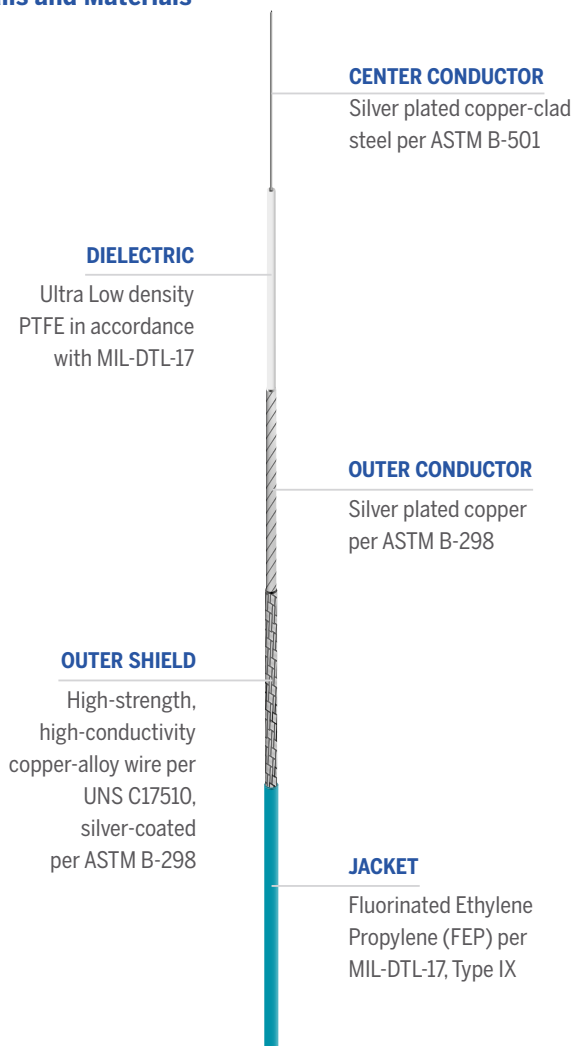 and Materials
CENTER CONDUCTOR
Silver plated copper-clad
steel per ASTM B-501
DIELECTRIC
Ultra Low density
PTFE in accordance
with MIL-DTL-17
OUTER CONDUCTOR
Silver plated copper
per ASTM B-298
OUTER SHIELD
High-strength,
high-conductivity
copper-alloy wire per
UNS C17510,
silver-coated
per ASTM B-298
JACKET
Fluorinated Ethylene
Propylene (FEP) per
MIL-DTL-17, Type IX